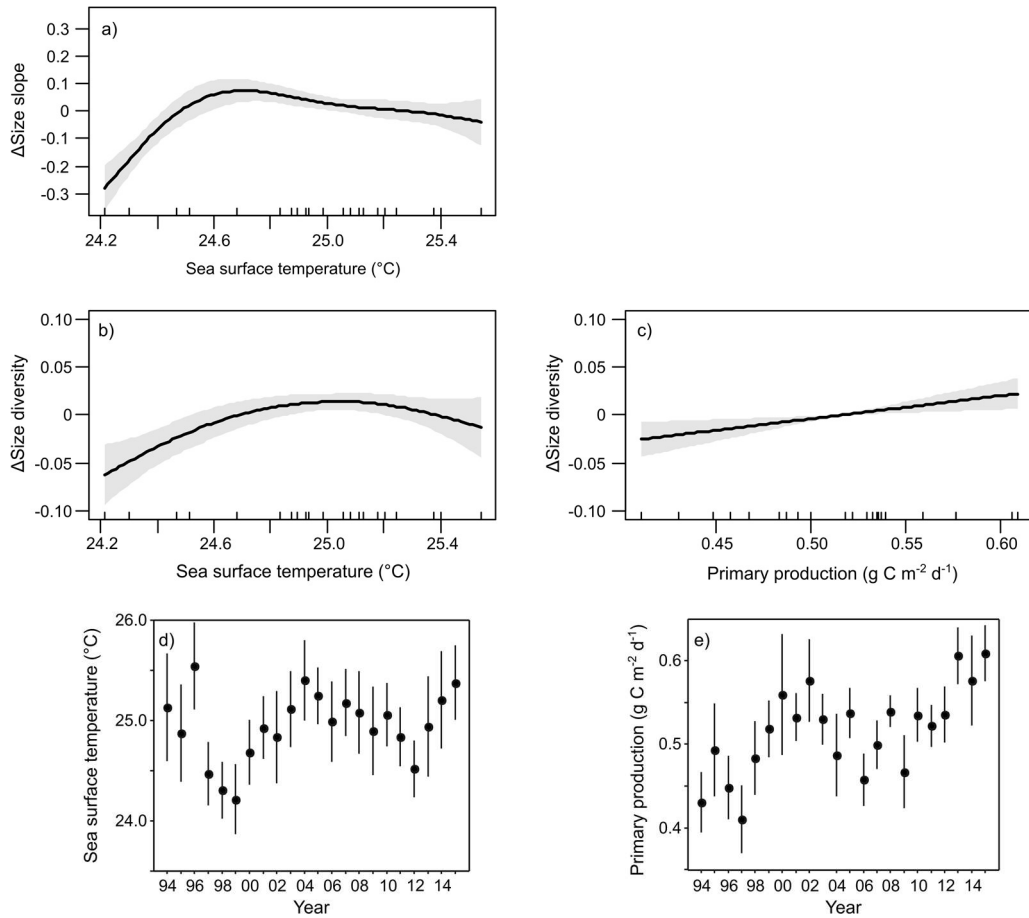 a)
ΔSize slope
0.3
0.2
0.1
0
-0.1
-0.2
-0.3
24.2
24.6
25.0
25.4
Sea surface temperature (°C)
b)
ΔSize diversity
0.10
0.05
0
-0.05
-0.10
24.2
24.6
25.0
25.4
Sea surface temperature (°C)
c)
ΔSize diversity
0.10
0.05
0
-0.05
-0.10
0.45
0.50
0.55
0.60
Primary production (g C m⁻² d⁻¹)
d)
Sea surface temperature (°C)
26.0
25.0
24.0
94 96 98 00 02 04 06 08 10 12 14
Year
e)
Primary production (g C m⁻² d⁻¹)
0.6
0.5
0.4
94 96 98 00 02 04 06 08 10 12 14
Year